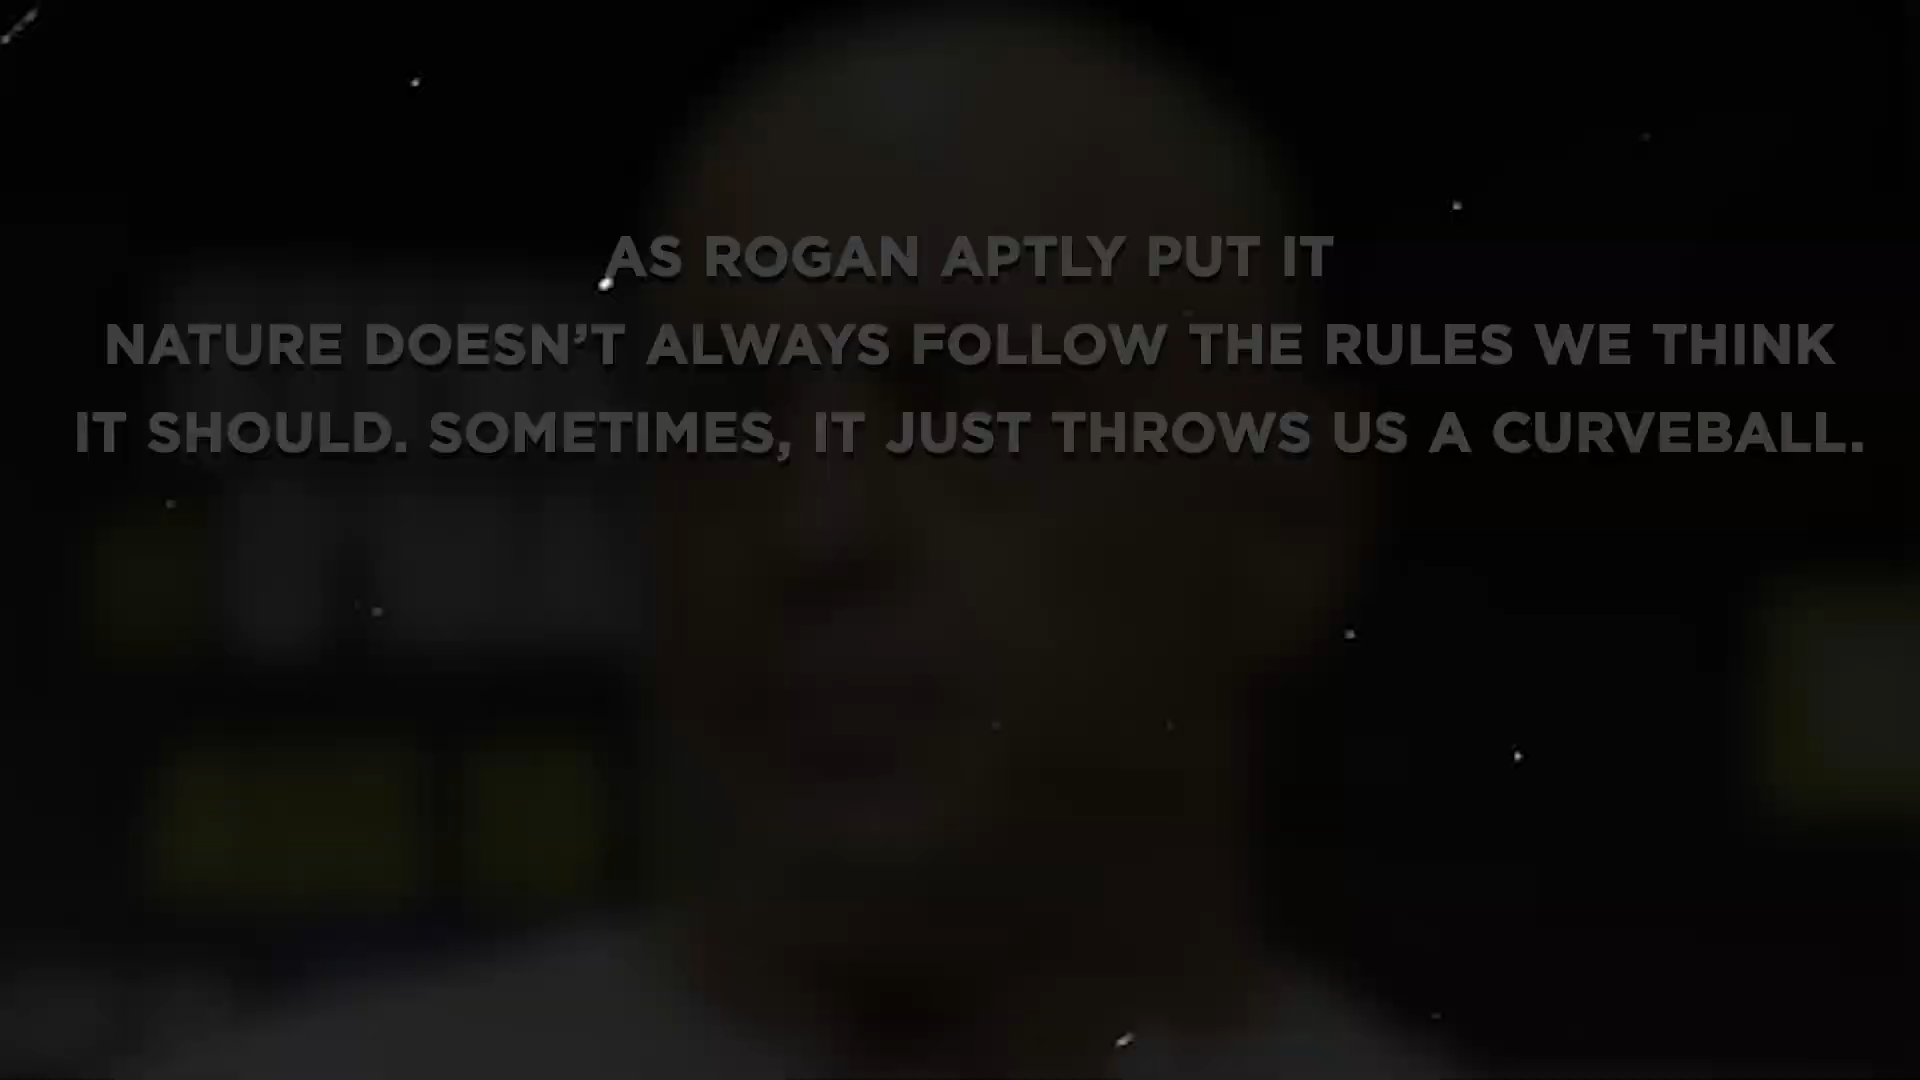 AS ROGAN APTLY PUT IT
NATURE DOESN’T ALWAYS FOLLOW THE RULES WE THINK
IT SHOULD. SOMETIMES, IT JUST THROWS US A CURVEBALL.